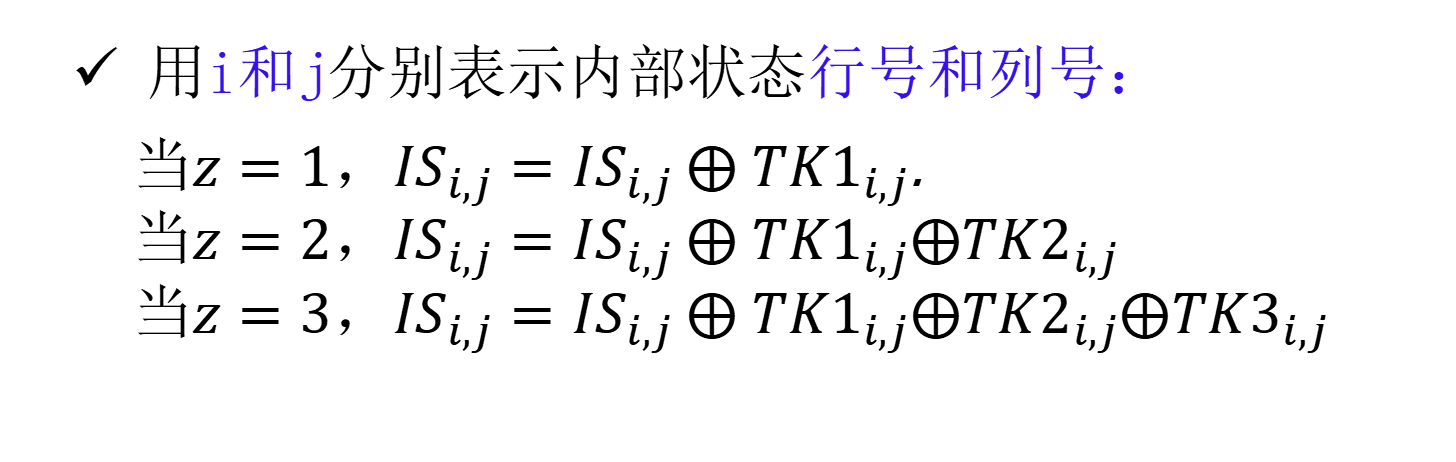 ✓ 用i和j分别表示内部状态行号和列号：
当z = 1，IS_{i,j} = IS_{i,j} ⊕ TK1_{i,j}.
当z = 2，IS_{i,j} = IS_{i,j} ⊕ TK1_{i,j}⊕TK2_{i,j}
当z = 3，IS_{i,j} = IS_{i,j} ⊕ TK1_{i,j}⊕TK2_{i,j}⊕TK3_{i,j}